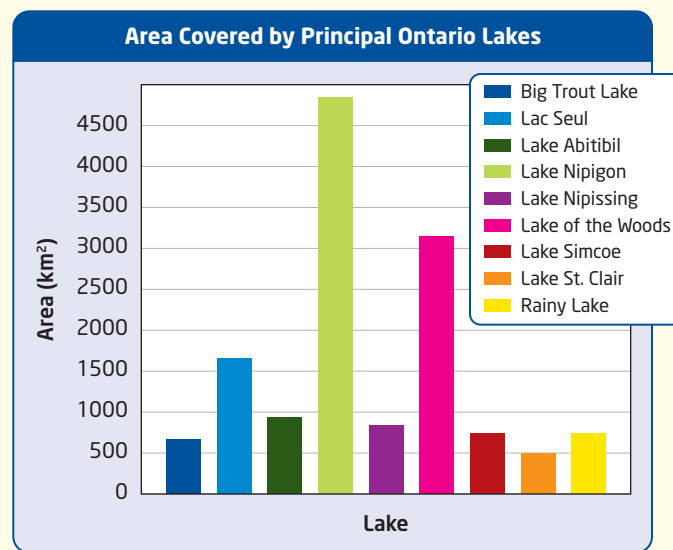 Area Covered by Principal Ontario Lakes
Area (km²)
4500
4000
3500
3000
2500
2000
1500
1000
500
0
Lake
Big Trout Lake
Lac Seul
Lake Abitibil
Lake Nipigon
Lake Nipissing
Lake of the Woods
Lake Simcoe
Lake St. Clair
Rainy Lake